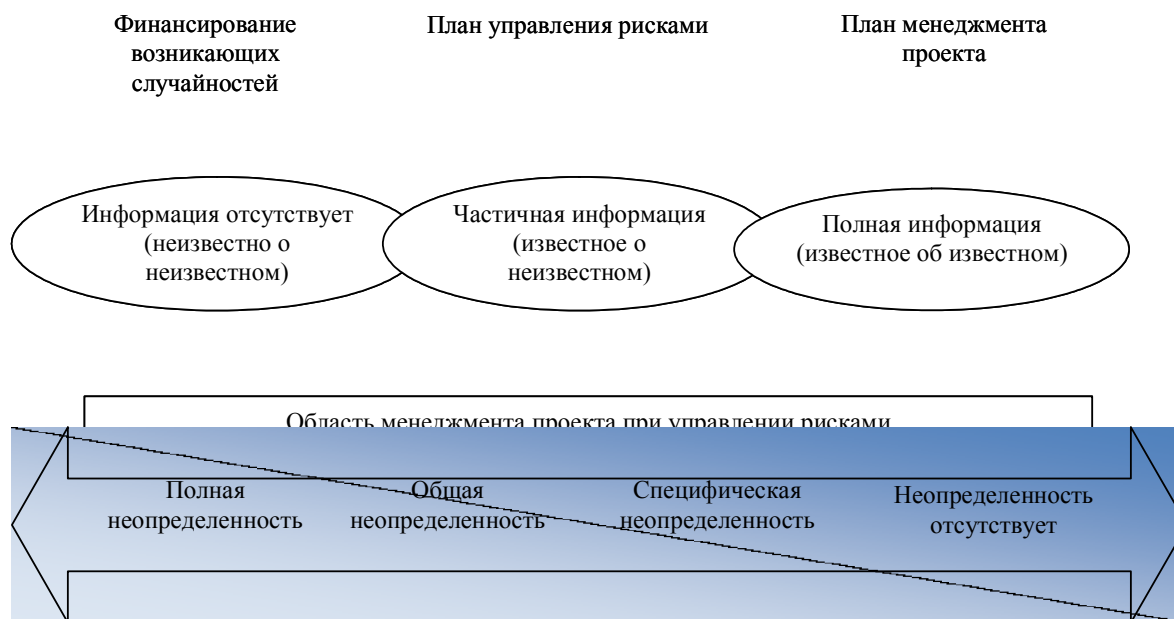 Финансирование
возникающих
случайностей
План управления рисками
План менеджмента
проекта
Информация отсутствует
(неизвестно о
неизвестном)
Частичная информация
(известное о
неизвестном)
Полная информация
(известное об известном)
Область менеджмента проекта при управлении рисками
Полная
неопределенность
Общая
неопределенность
Специфическая
неопределенность
Неопределенность
отсутствует